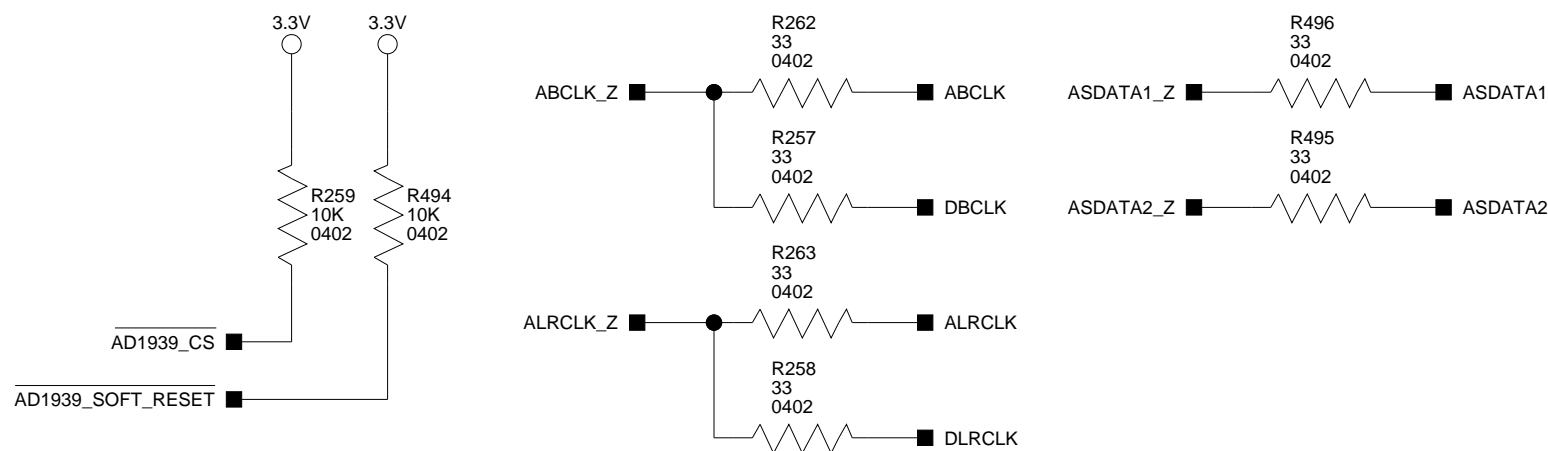 3.3V
3.3V
R259
10K
0402
R494
10K
0402
AD1939_CS
AD1939_SOFT_RESET
R262
33
0402
ABCLK_Z
ABCLK
R257
33
0402
DBCLK
R263
33
0402
ALRCLK_Z
ALRCLK
R258
33
0402
DLRCLK
R496
33
0402
ASDATA1_Z
ASDATA1
R495
33
0402
ASDATA2_Z
ASDATA2